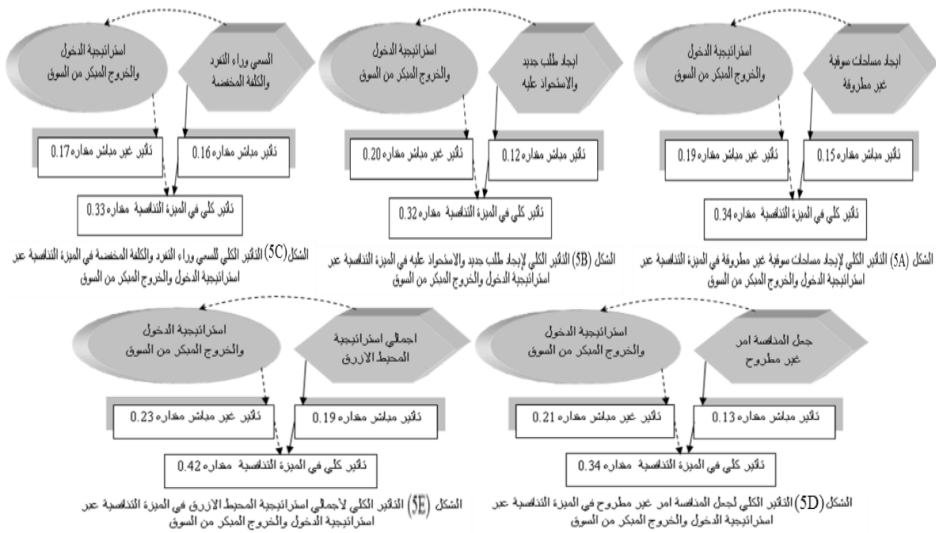 ايجاد مساحات سوقية
غير مطروقة
استراتيجية الدخول
والخروج المبكر من السوق
تأثير مباشر مقداره 0.15
تأثير غير مباشر مقداره 0.19
تأثير كلي في الميزة التنافسية مقداره 0.34
الشكل (5A) التأثير الكلي لإيجاد مساحات سوقية غير مطروقة في الميزة التنافسية عبر
استراتيجية الدخول والخروج المبكر من السوق
ايجاد طلب جديد
والاستحواذ عليه
استراتيجية الدخول
والخروج المبكر من السوق
تأثير مباشر مقداره 0.12
تأثير غير مباشر مقداره 0.20
تأثير كلي في الميزة التنافسية مقداره 0.32
الشكل (5B) التأثير الكلي لإيجاد طلب جديد والاستحواذ عليه في الميزة التنافسية عبر
استراتيجية الدخول والخروج المبكر من السوق
السعي وراء التفرد
والكلفة المخفضة
استراتيجية الدخول
والخروج المبكر من السوق
تأثير مباشر مقداره 0.16
تأثير غير مباشر مقداره 0.17
تأثير كلي في الميزة التنافسية مقداره 0.33
الشكل (5C) التأثير الكلي للسعي وراء التفرد والكلفة المخفضة في الميزة التنافسية عبر
استراتيجية الدخول والخروج المبكر من السوق
جعل المنافسة امر
غير مطروح
استراتيجية الدخول
والخروج المبكر من السوق
تأثير مباشر مقداره 0.13
تأثير غير مباشر مقداره 0.21
تأثير كلي في الميزة التنافسية مقداره 0.34
الشكل (5D) التأثير الكلي لجعل المنافسة امر غير مطروح في الميزة التنافسية عبر
استراتيجية الدخول والخروج المبكر من السوق
اجمالي استراتيجية
المحيط الازرق
استراتيجية الدخول
والخروج المبكر من السوق
تأثير مباشر مقداره 0.19
تأثير غير مباشر مقداره 0.23
تأثير كلي في الميزة التنافسية مقداره 0.42
الشكل (5E) التأثير الكلي لأجمالي استراتيجية المحيط الازرق في الميزة التنافسية عبر
استراتيجية الدخول والخروج المبكر من السوق